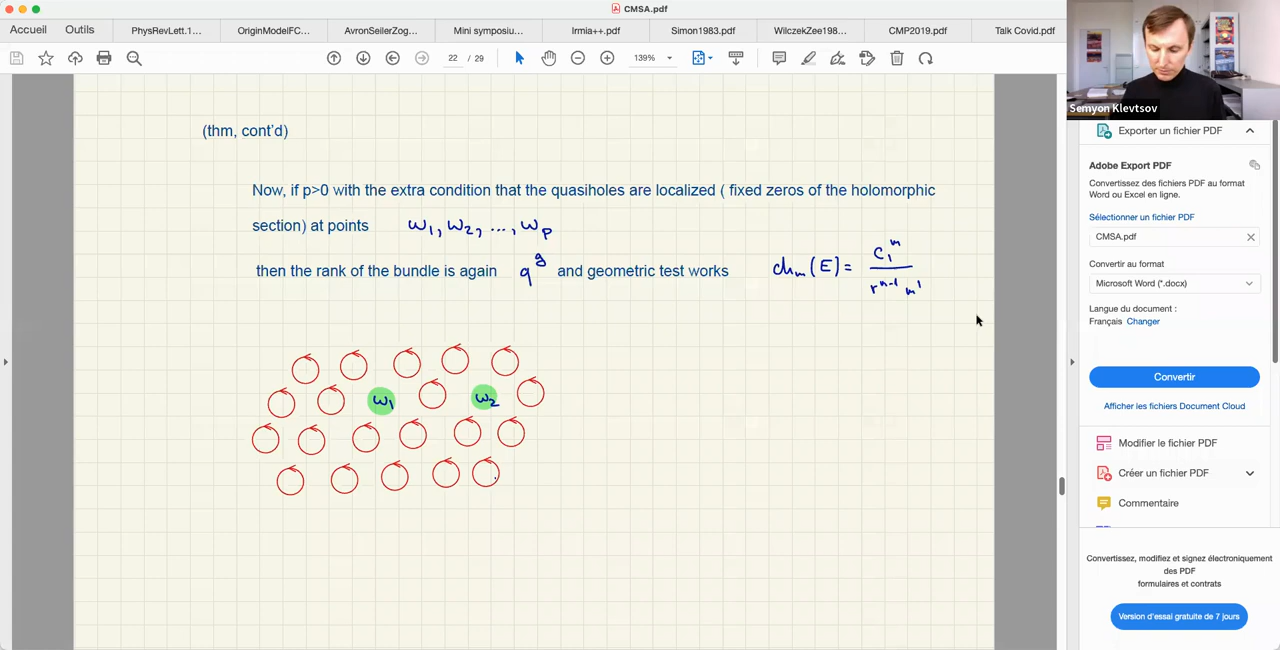 CMSA.pdf
Accueil Outils PhysRevLett.1... OriginModelFC... AvronSeilerZog... Mini symposiu... Irmia++.pdf Simon1983.pdf WilczekZee198... CMP2019.pdf Talk Covid.pdf
22 / 29 139%
Semyon Klevtsov
(thm, cont'd)
Now, if p>0 with the extra condition that the quasiholes are localized ( fixed zeros of the holomorphic
section) at points w₁, w₂, ..., wₚ
then the rank of the bundle is again q^g and geometric test works chₘ(E) = c₁^m / r^{m-1} m!
w₁ w₂
Exporter un fichier PDF
Adobe Export PDF
Convertissez des fichiers PDF au format
Word ou Excel en ligne.
Sélectionner un fichier PDF
CMSA.pdf
Convertir au format
Microsoft Word (*.docx)
Langue du document :
Français Changer
Convertir
Afficher les fichiers Document Cloud
Modifier le fichier PDF
Créer un fichier PDF
Commentaire
Convertissez, modifiez et signez électroniquement
des PDF
formulaires et contrats
Version d'essai gratuite de 7 jours